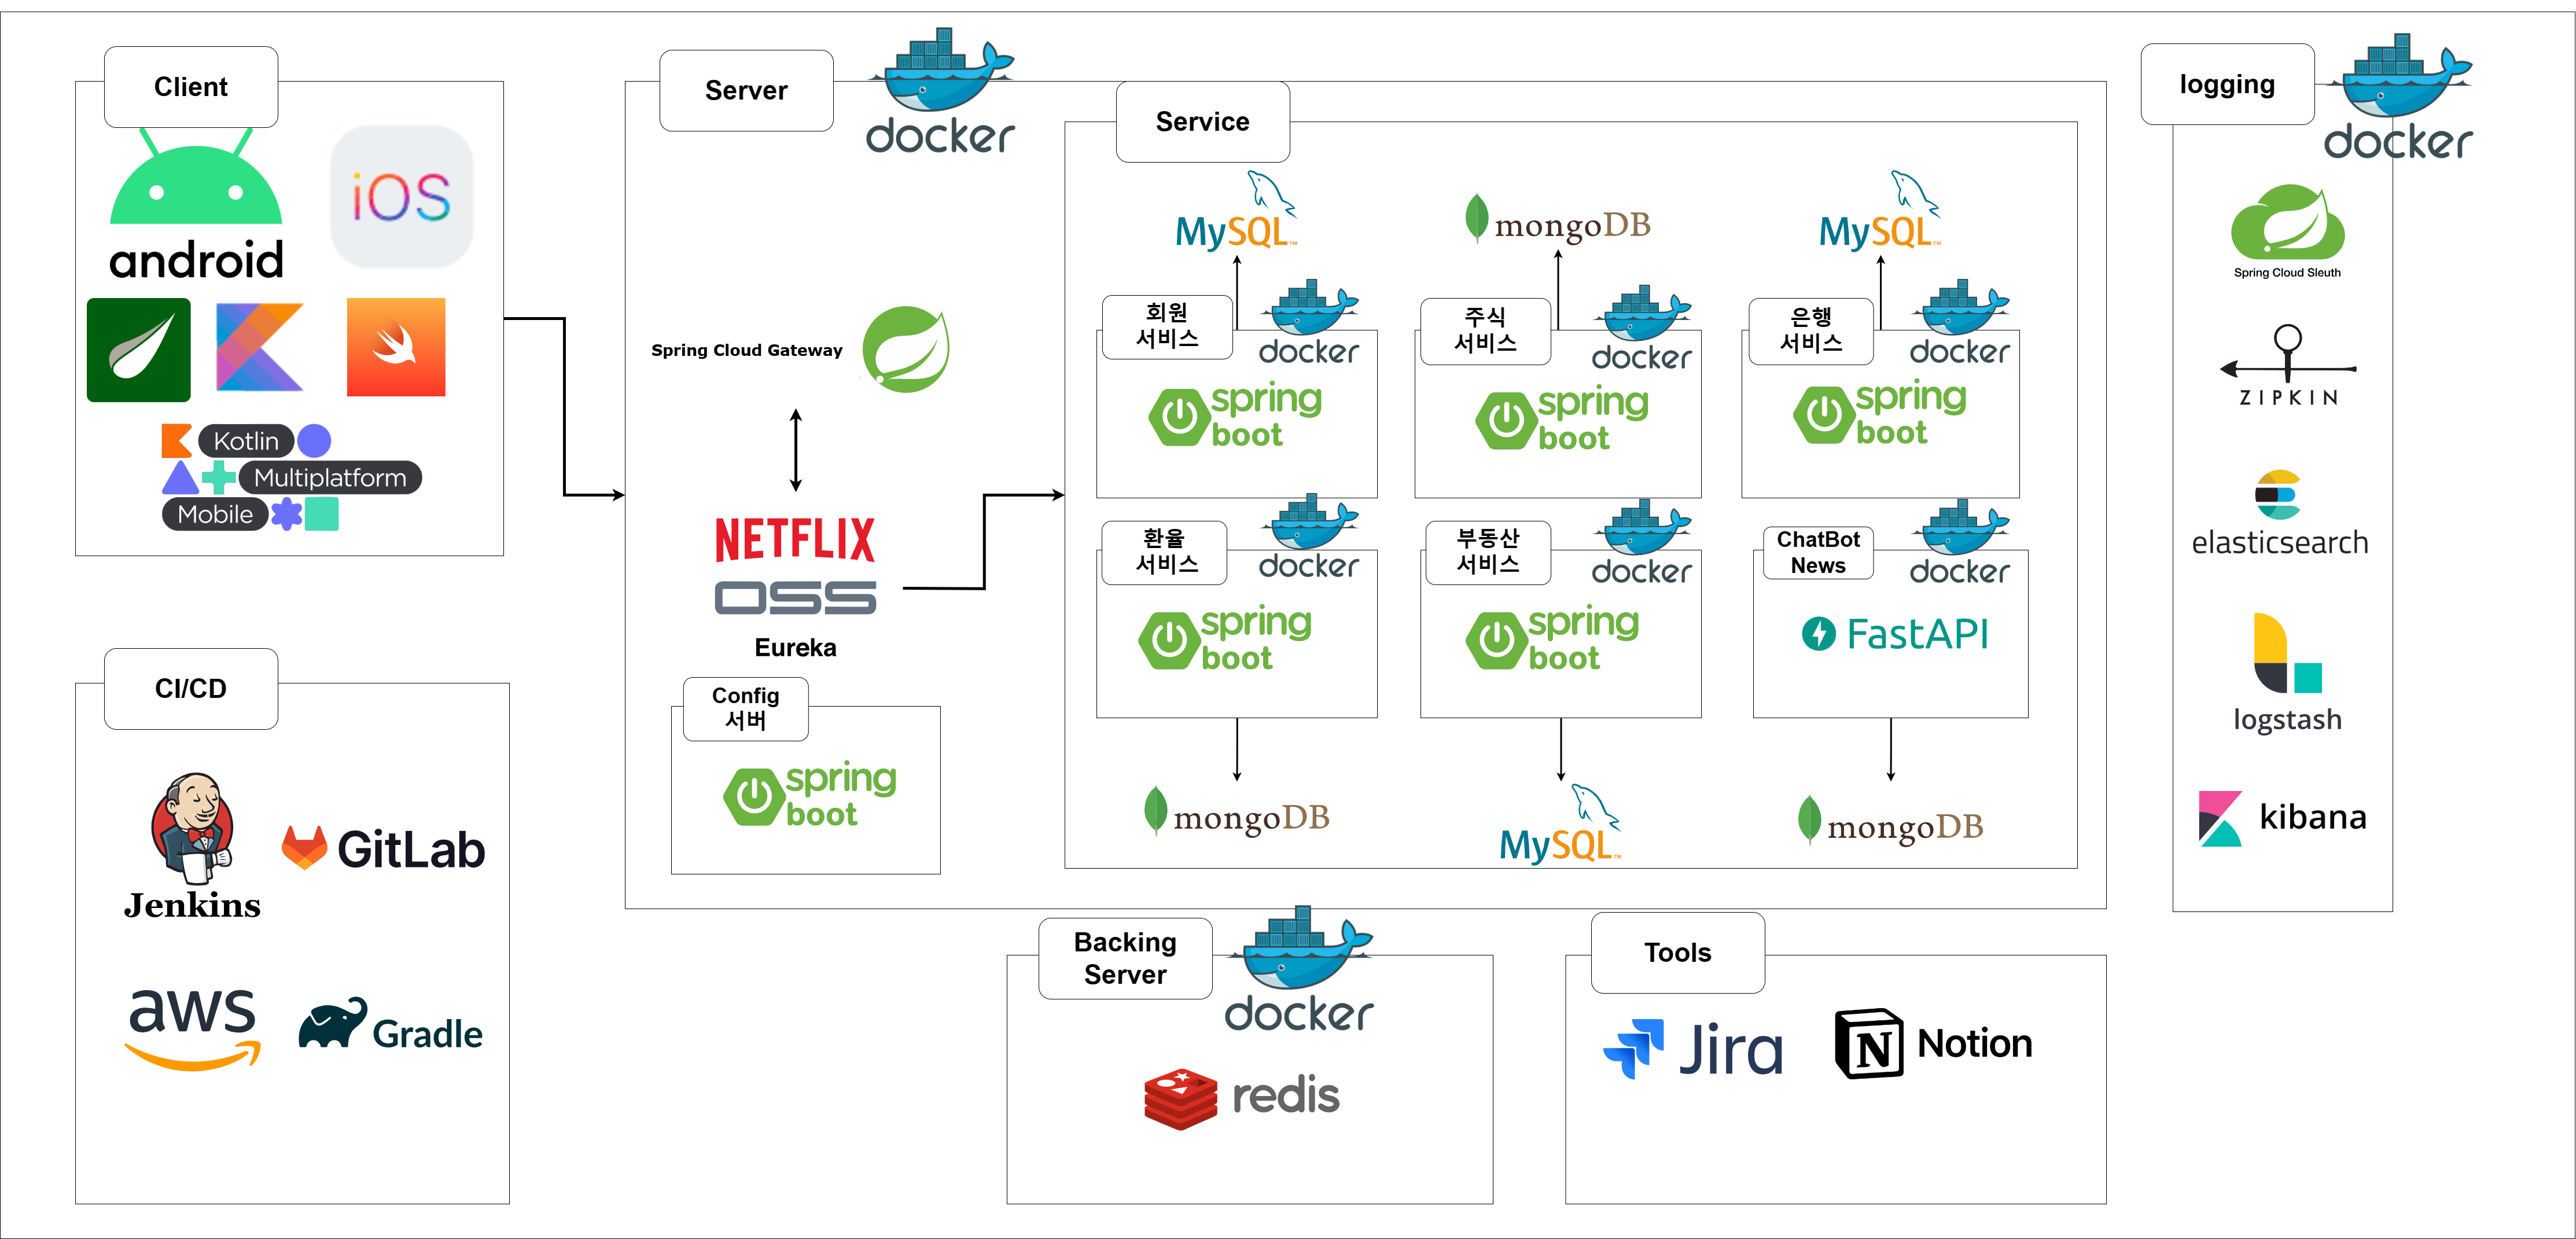 Client
android
iOS
Kotlin
Multiplatform
Mobile
CI/CD
Jenkins
GitLab
aws
Gradle
Server
docker
Spring Cloud Gateway
NETFLIX
OSS
Eureka
Config
서버
spring
boot
Service
MySQL™
mongoDB
MySQL™
회원
서비스
docker
spring
boot
주식
서비스
docker
spring
boot
은행
서비스
docker
spring
boot
환율
서비스
docker
spring
boot
부동산
서비스
docker
spring
boot
ChatBot
News
docker
FastAPI
mongoDB
MySQL™
mongoDB
Backing
Server
docker
redis
Tools
Jira
Notion
logging
docker
Spring Cloud Sleuth
ZIPKIN
elasticsearch
logstash
kibana